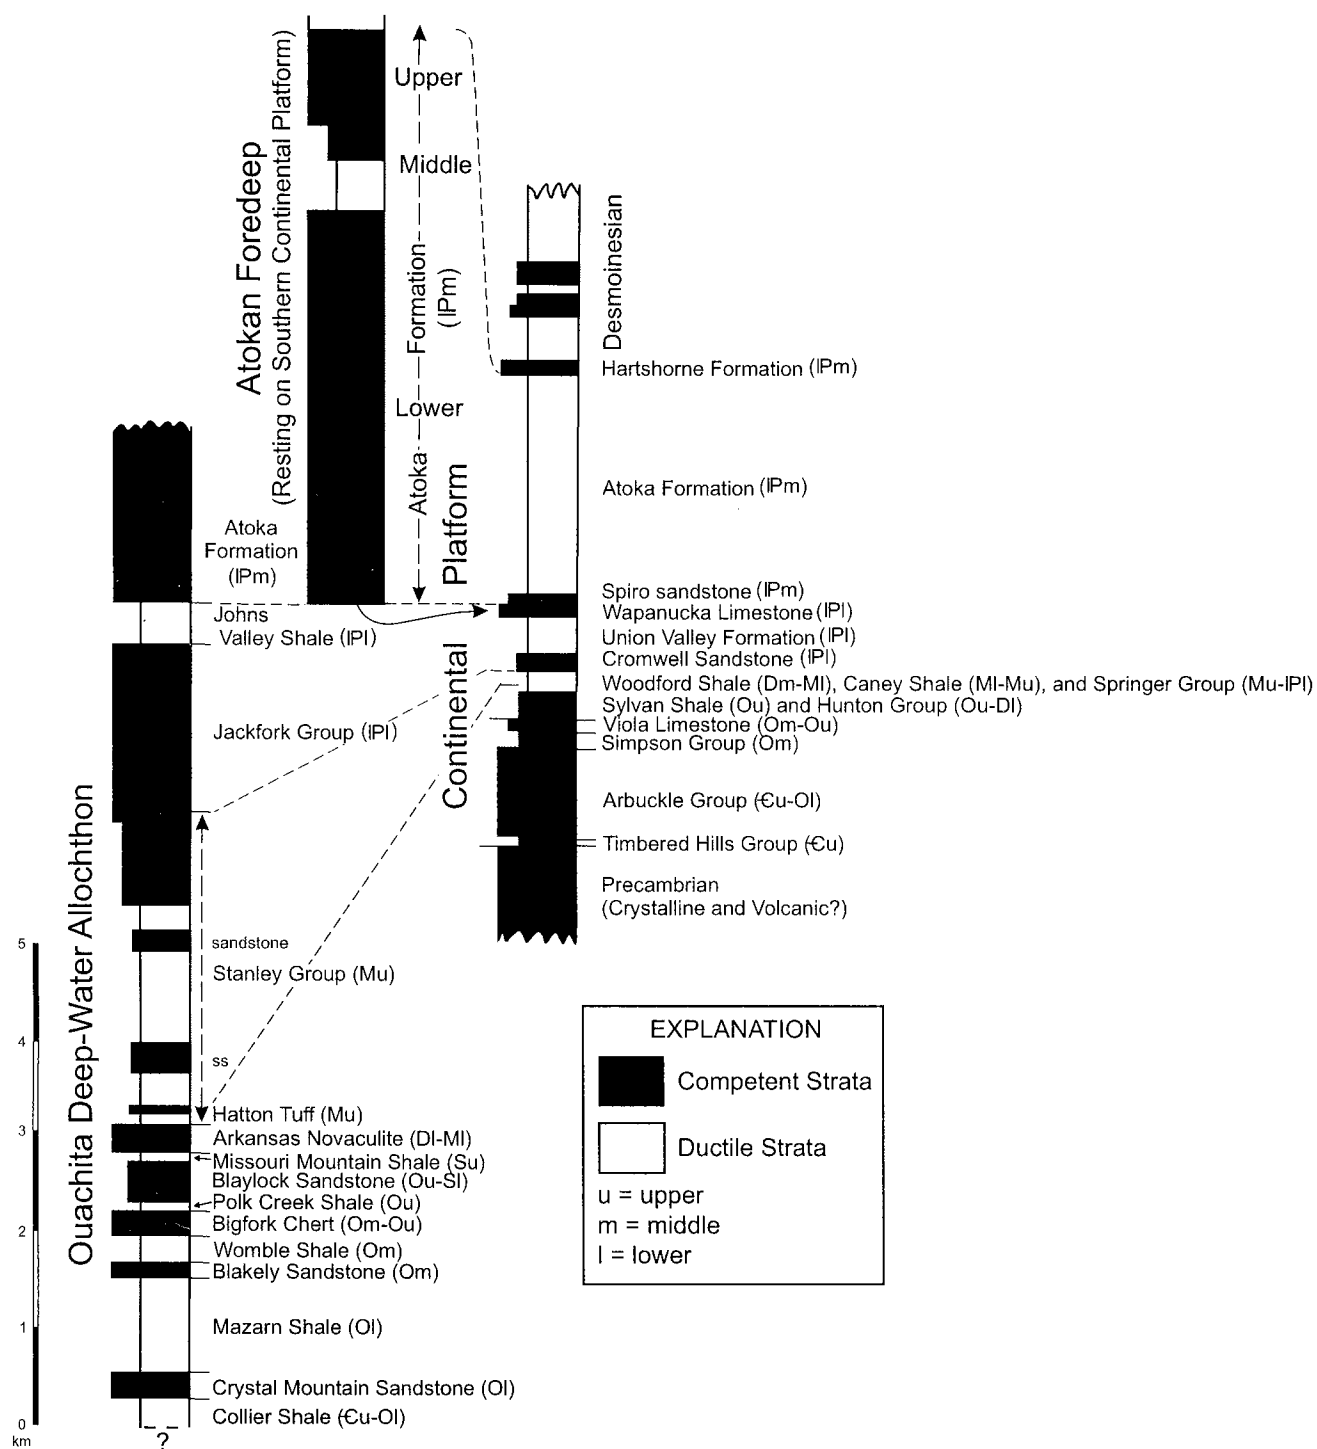 Atokan Foredeep
(Resting on Southern Continental Platform)
Upper
Middle
Lower
Atoka Formation
(IPm)
Continental Platform
Desmoinesian
Hartshorne Formation (IPm)
Atoka Formation (IPm)
Spiro sandstone (IPm)
Wapanucka Limestone (IPl)
Union Valley Formation (IPl)
Cromwell Sandstone (IPl)
Woodford Shale (Dm-Ml), Caney Shale (Ml-Mu), and Springer Group (Mu-IPl)
Sylvan Shale (Ou) and Hunton Group (Ou-Dl)
Viola Limestone (Om-Ou)
Simpson Group (Om)
Arbuckle Group (Ꞓu-Ol)
Timbered Hills Group (Ꞓu)
Precambrian
(Crystalline and Volcanic?)
Ouachita Deep-Water Allochthon
Atoka
Formation
(IPm)
Johns
Valley Shale (IPl)
Jackfork Group (IPl)
sandstone
Stanley Group (Mu)
ss
Hatton Tuff (Mu)
Arkansas Novaculite (Dl-Ml)
Missouri Mountain Shale (Su)
Blaylock Sandstone (Ou-Sl)
Polk Creek Shale (Ou)
Bigfork Chert (Om-Ou)
Womble Shale (Om)
Blakely Sandstone (Om)
Mazarn Shale (Ol)
Crystal Mountain Sandstone (Ol)
Collier Shale (Ꞓu-Ol)
?
5
4
3
2
1
0
km
EXPLANATION
Competent Strata
Ductile Strata
u = upper
m = middle
l = lower